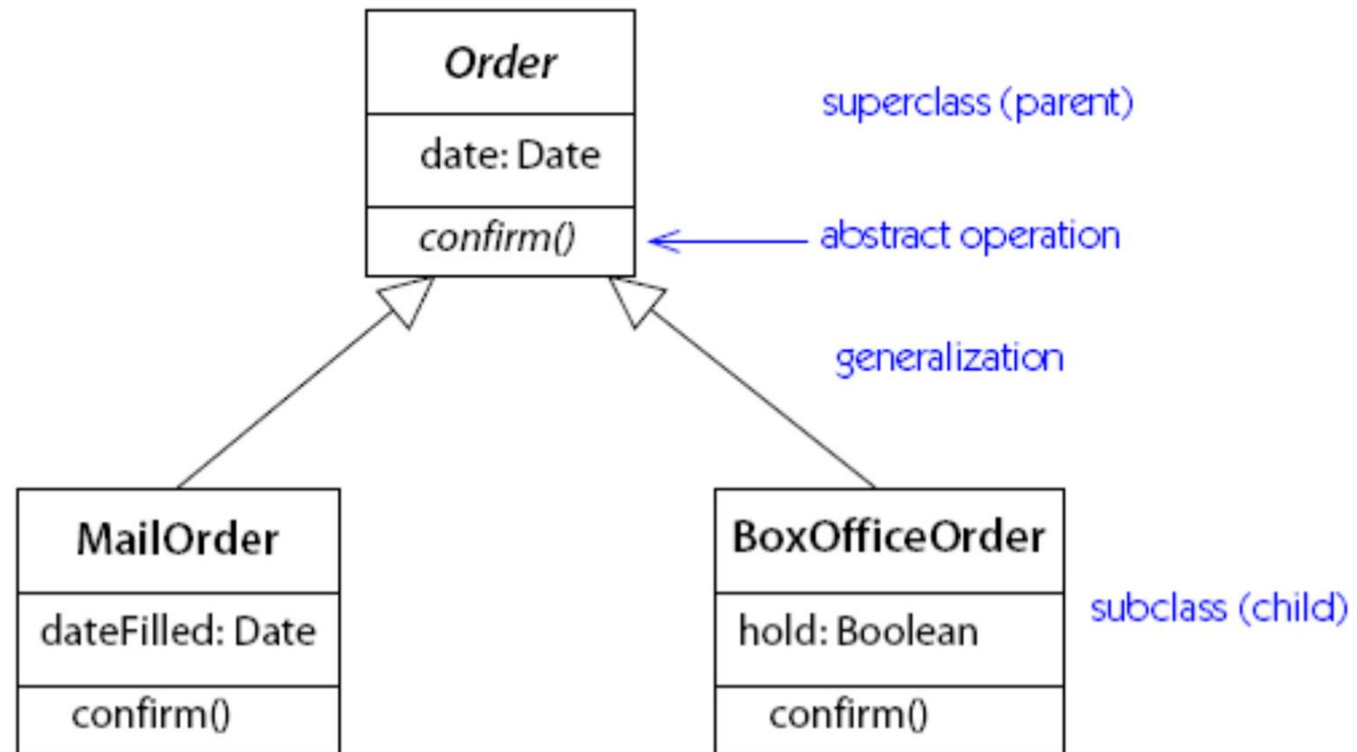 Order
superclass (parent)
date: Date
confirm()
abstract operation
generalization
MailOrder
BoxOfficeOrder
dateFilled: Date
hold: Boolean
subclass (child)
confirm()
confirm()